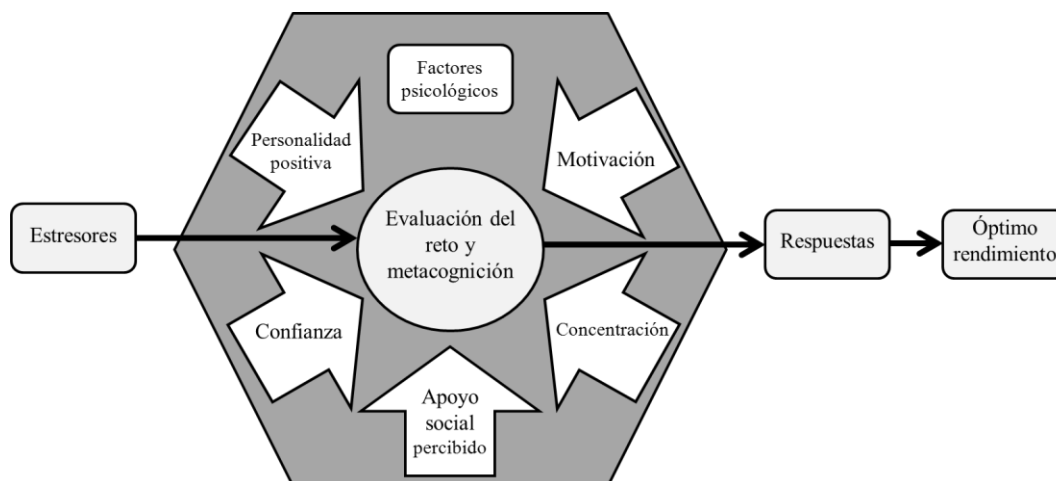 Factores
psicológicos
Personalidad
positiva
Motivación
Estresores
Evaluación del
reto y
metacognición
Respuestas
Óptimo
rendimiento
Confianza
Concentración
Apoyo
social
percibido